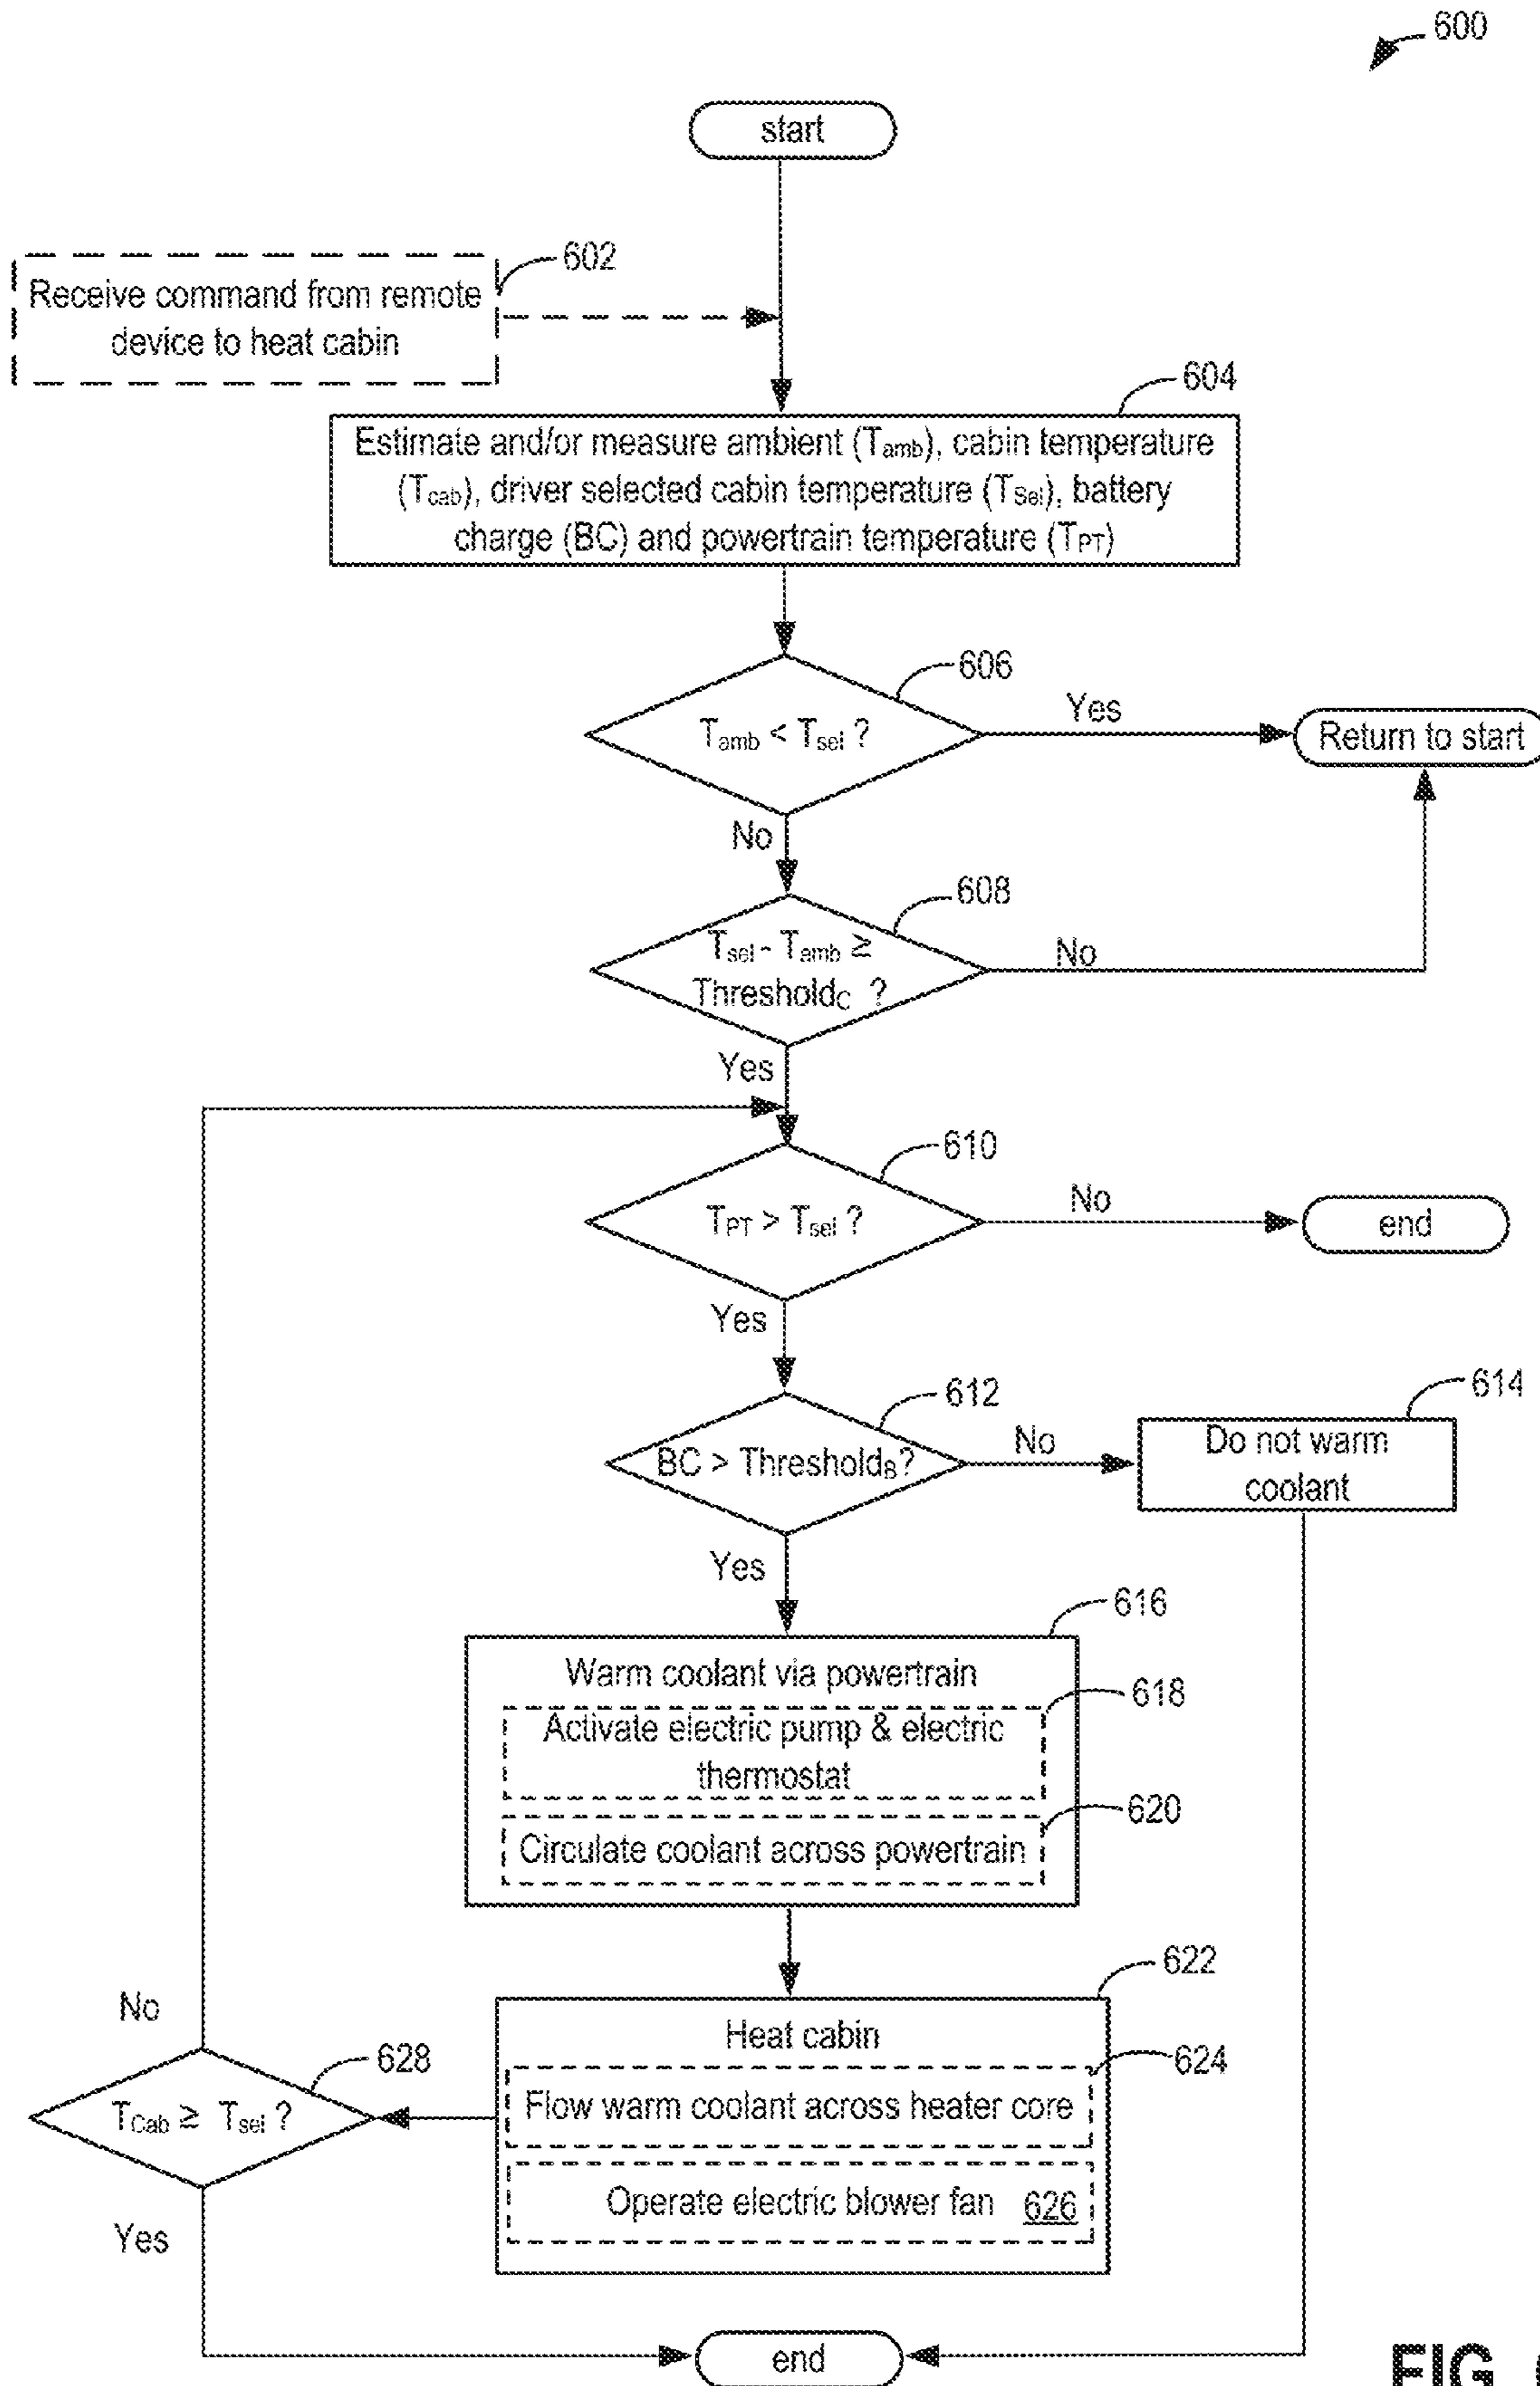 600
start
602
Receive command from remote
device to heat cabin
604
Estimate and/or measure ambient (Tamb), cabin temperature
(Tcab), driver selected cabin temperature (TSel), battery
charge (BC) and powertrain temperature (TPT)
606
Tamb < Tsel ?
Yes
Return to start
No
608
Tsel - Tamb ≥
ThresholdC ?
No
Yes
610
TPT > Tsel ?
No
end
Yes
612
BC > ThresholdB?
No
614
Do not warm
coolant
Yes
616
Warm coolant via powertrain
618
Activate electric pump & electric
thermostat
620
Circulate coolant across powertrain
622
Heat cabin
624
Flow warm coolant across heater core
Operate electric blower fan 626
No
628
TCab ≥ Tsel ?
Yes
end
FIG.